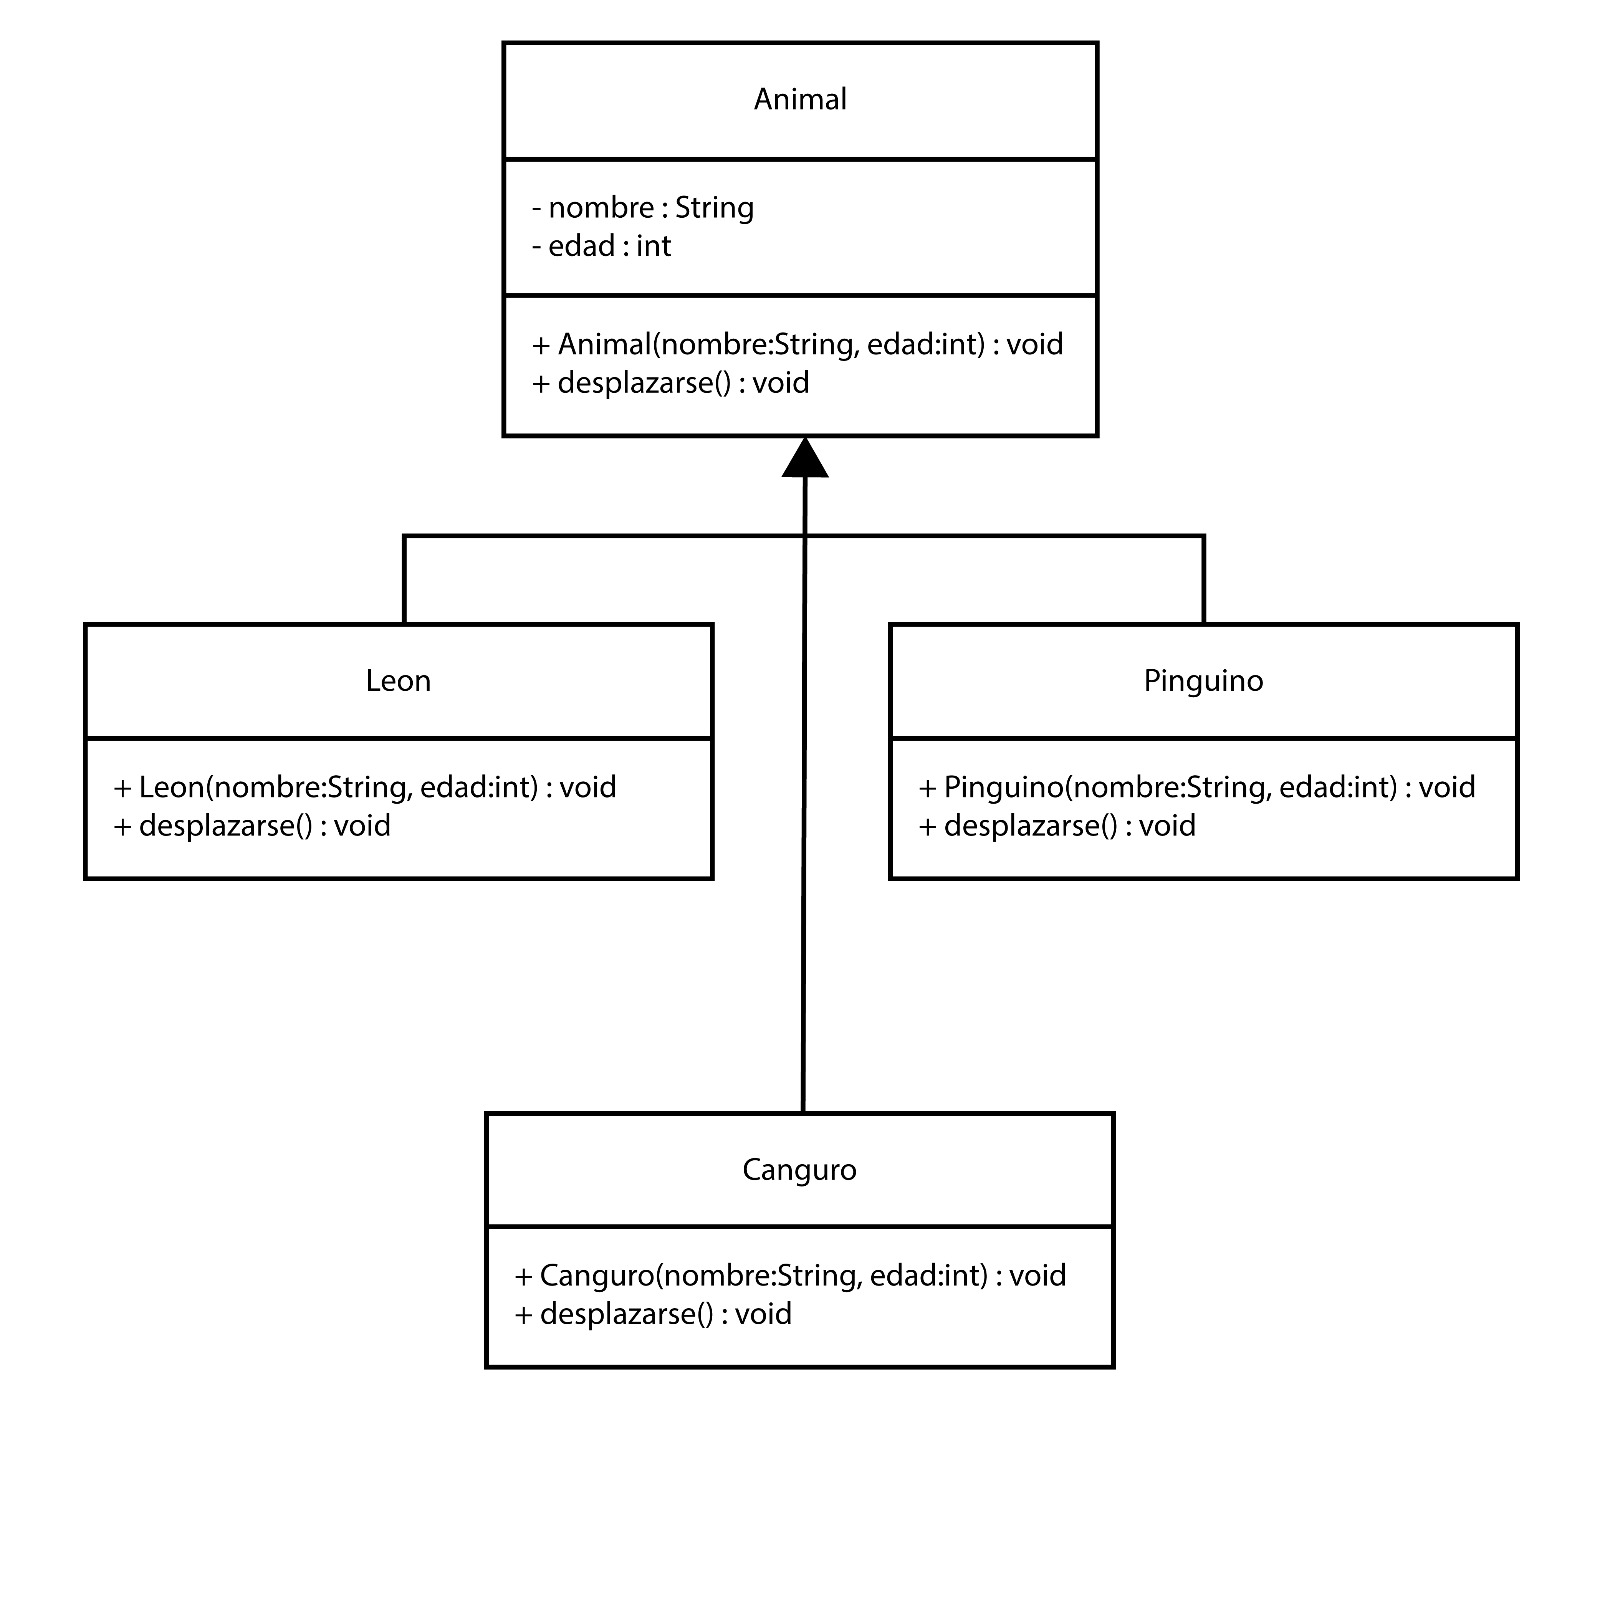 Animal
- nombre : String
- edad : int
+ Animal(nombre:String, edad:int) : void
+ desplazarse() : void
Leon
+ Leon(nombre:String, edad:int) : void
+ desplazarse() : void
Pinguino
+ Pinguino(nombre:String, edad:int) : void
+ desplazarse() : void
Canguro
+ Canguro(nombre:String, edad:int) : void
+ desplazarse() : void